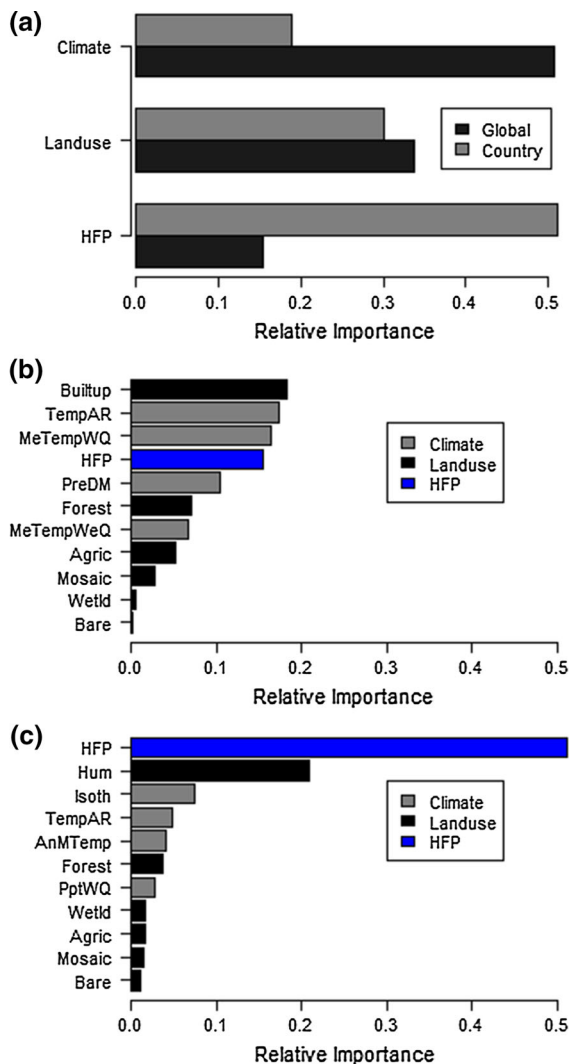 (a)
Climate
Landuse
HFP
Global
Country
0.0 0.1 0.2 0.3 0.4 0.5
Relative Importance
(b)
Builtup
TempAR
MeTempWQ
HFP
PreDM
Forest
MeTempWeQ
Agric
Mosaic
Wetld
Bare
Climate
Landuse
HFP
0.0 0.1 0.2 0.3 0.4 0.5
Relative Importance
(c)
HFP
Hum
Isoth
TempAR
AnMTemp
Forest
PptWQ
Wetld
Agric
Mosaic
Bare
Climate
Landuse
HFP
0.0 0.1 0.2 0.3 0.4 0.5
Relative Importance